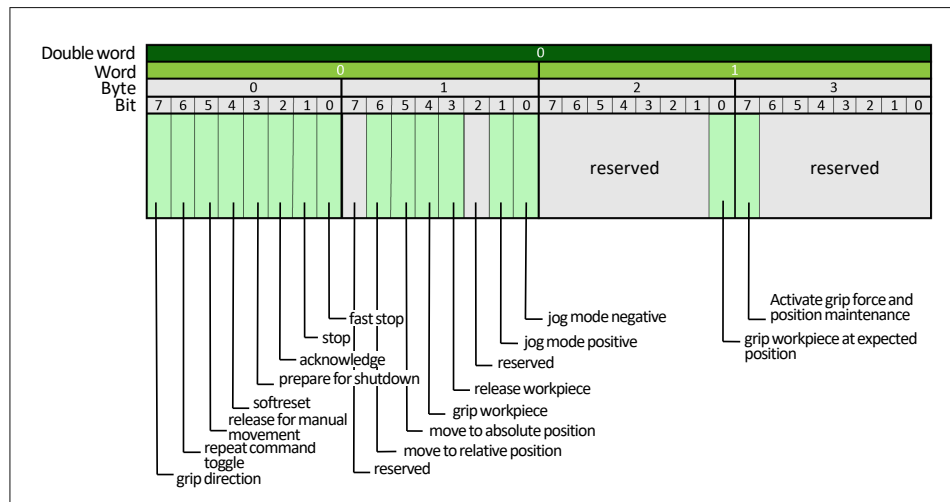 Double word 0
Word 0 1
Byte 0 1 2 3
Bit 7 6 5 4 3 2 1 0 7 6 5 4 3 2 1 0 7 6 5 4 3 2 1 0 7 6 5 4 3 2 1 0
reserved reserved
fast stop
stop
acknowledge
prepare for shutdown
softreset
release for manual
movement
repeat command
toggle
grip direction
jog mode negative
jog mode positive
reserved
release workpiece
grip workpiece
move to absolute position
move to relative position
reserved
Activate grip force and
position maintenance
grip workpiece at expected
position